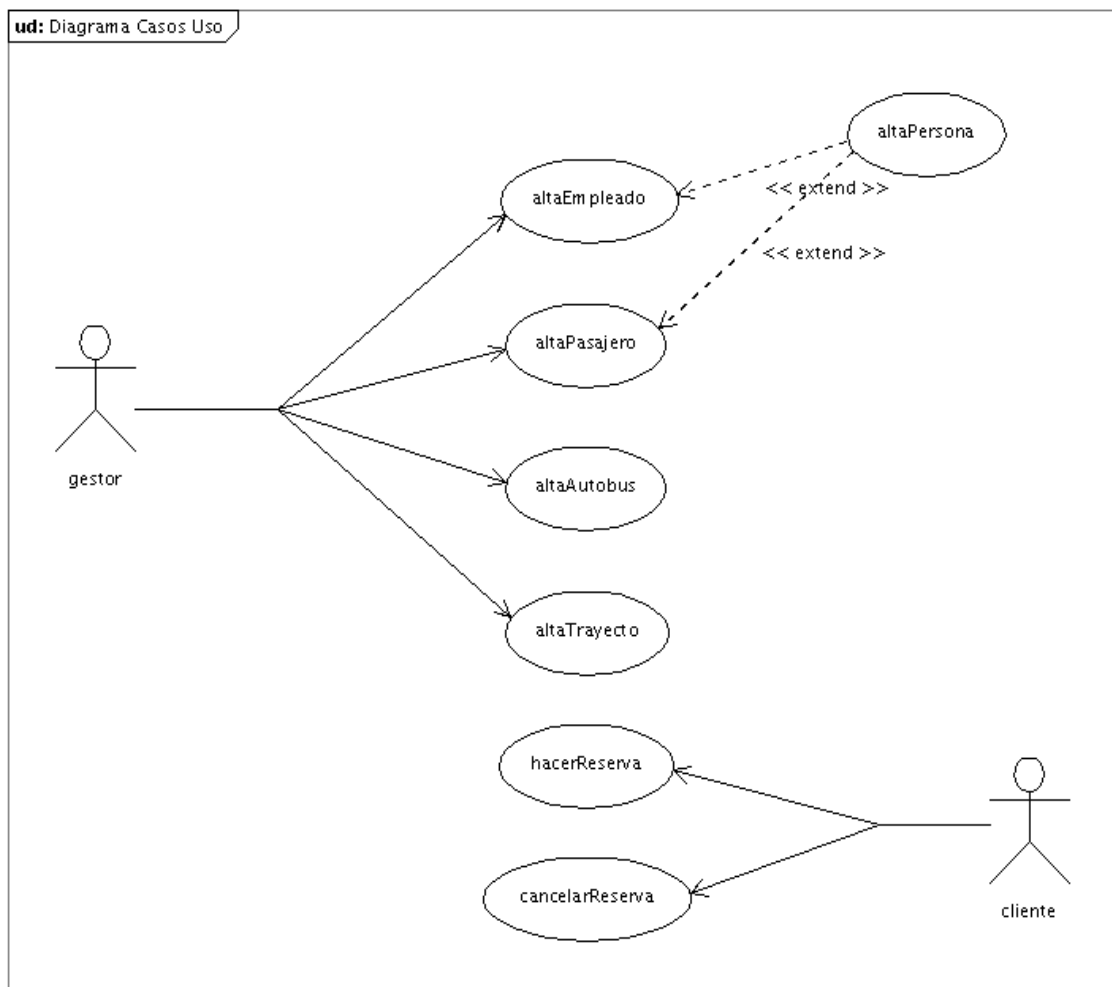 ud: Diagrama Casos Uso
altaPersona
altaEmpleado
<< extend >>
<< extend >>
altaPasajero
gestor
altaAutobus
altaTrayecto
hacerReserva
cancelarReserva
cliente